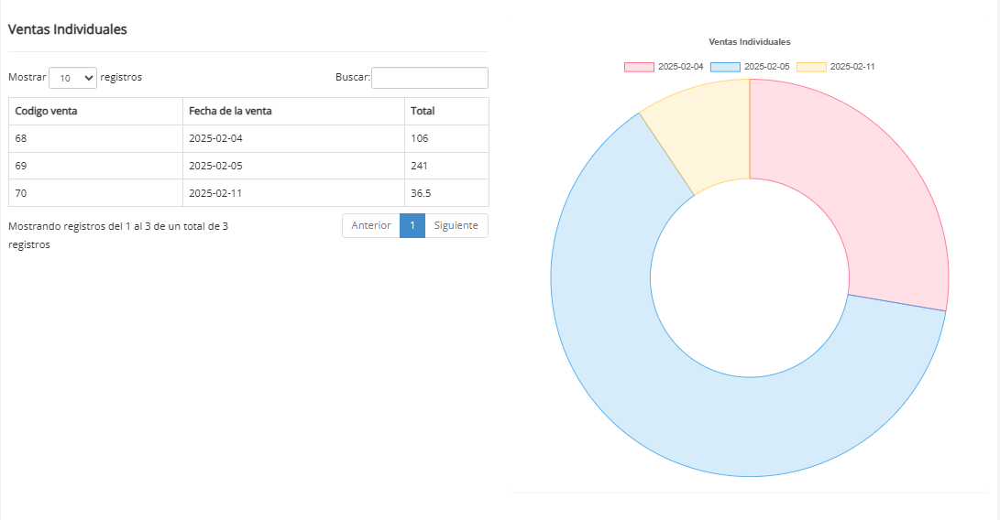 Ventas Individuales
Mostrar 10 registros Buscar:
Codigo venta Fecha de la venta Total
68 2025-02-04 106
69 2025-02-05 241
70 2025-02-11 36.5
Mostrando registros del 1 al 3 de un total de 3
registros
Anterior 1 Siguiente
Ventas Individuales
2025-02-04 2025-02-05 2025-02-11